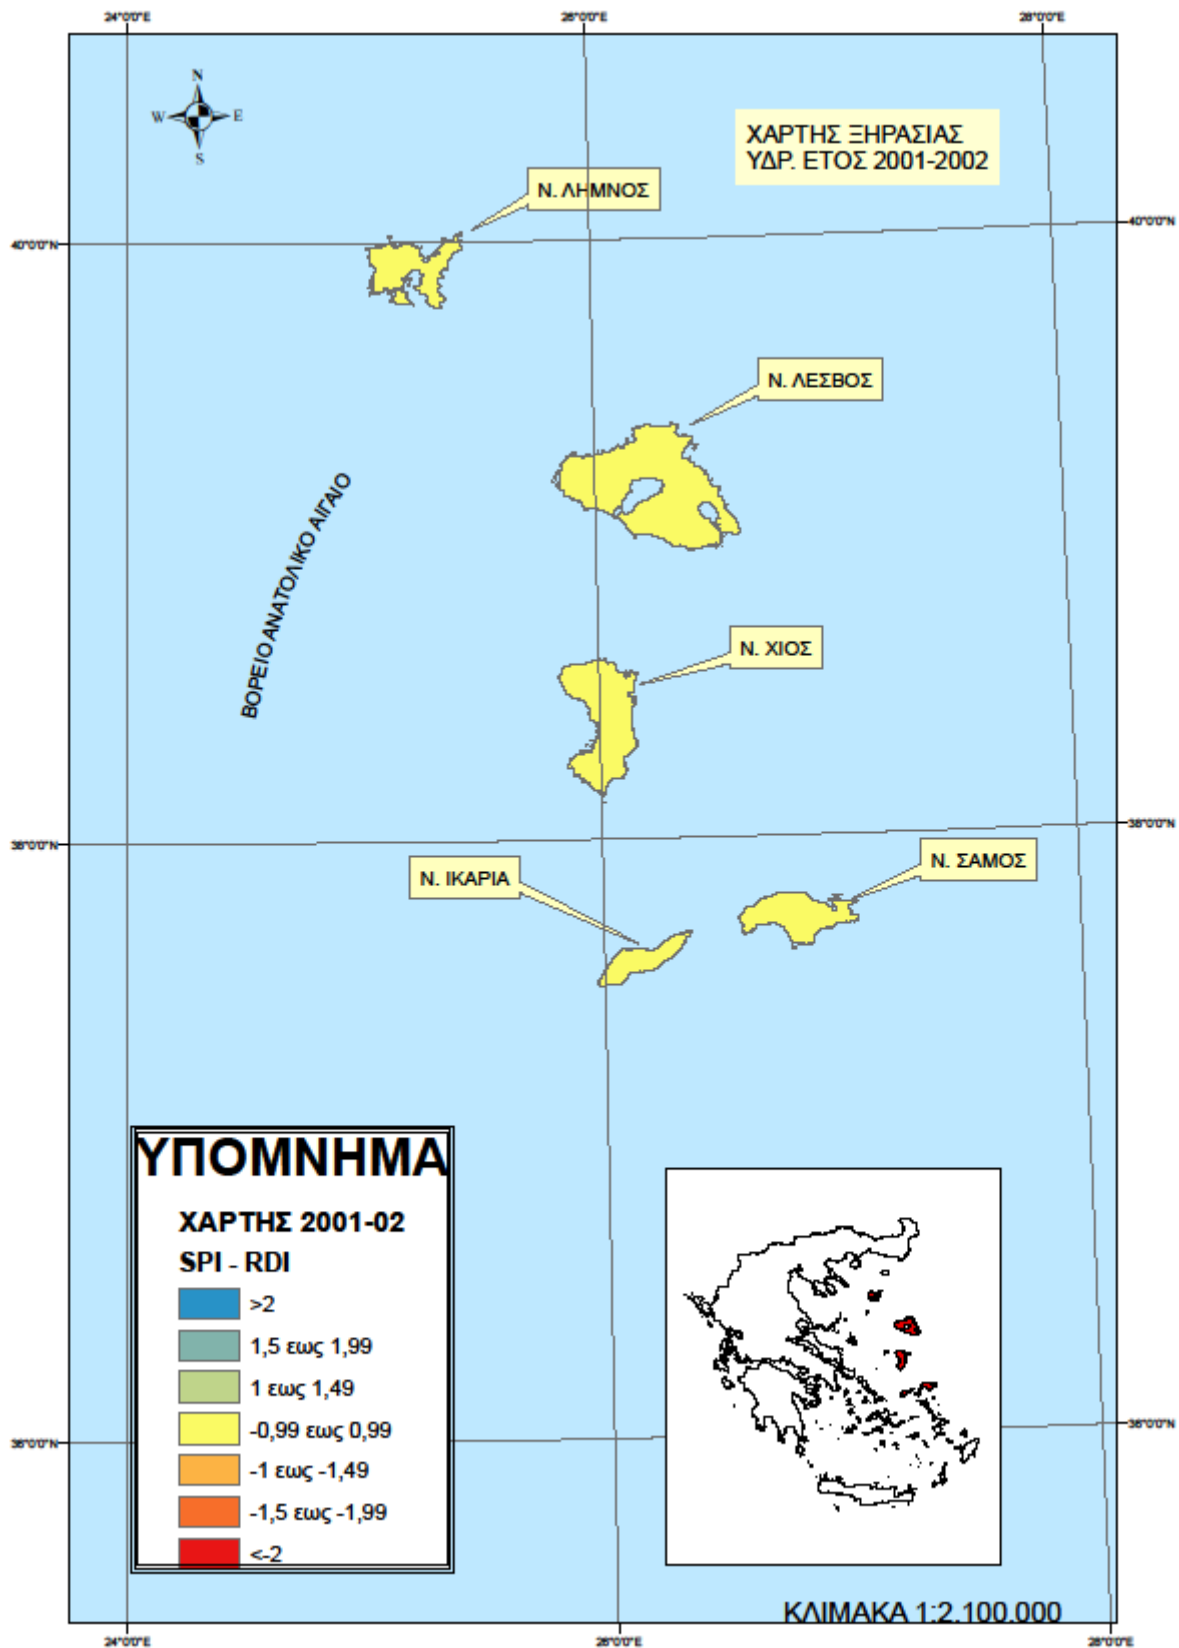 24°0'0"E
26°0'0"E
28°0'0"E
N
W
E
S
ΧΑΡΤΗΣ ΞΗΡΑΣΙΑΣ
ΥΔΡ. ΕΤΟΣ 2001-2002
Ν. ΛΗΜΝΟΣ
40°0'0"N
40°0'0"N
Ν. ΛΕΣΒΟΣ
ΒΟΡΕΙΟ ΑΝΑΤΟΛΙΚΟ ΑΙΓΑΙΟ
Ν. ΧΙΟΣ
38°0'0"N
38°0'0"N
Ν. ΣΑΜΟΣ
Ν. ΙΚΑΡΙΑ
ΥΠΟΜΝΗΜΑ
ΧΑΡΤΗΣ 2001-02
SPI - RDI
>2
1,5 εως 1,99
1 εως 1,49
-0,99 εως 0,99
-1 εως -1,49
-1,5 εως -1,99
<-2
36°0'0"N
36°0'0"N
ΚΛΙΜΑΚΑ 1:2.100.000
24°0'0"E
26°0'0"E
28°0'0"E